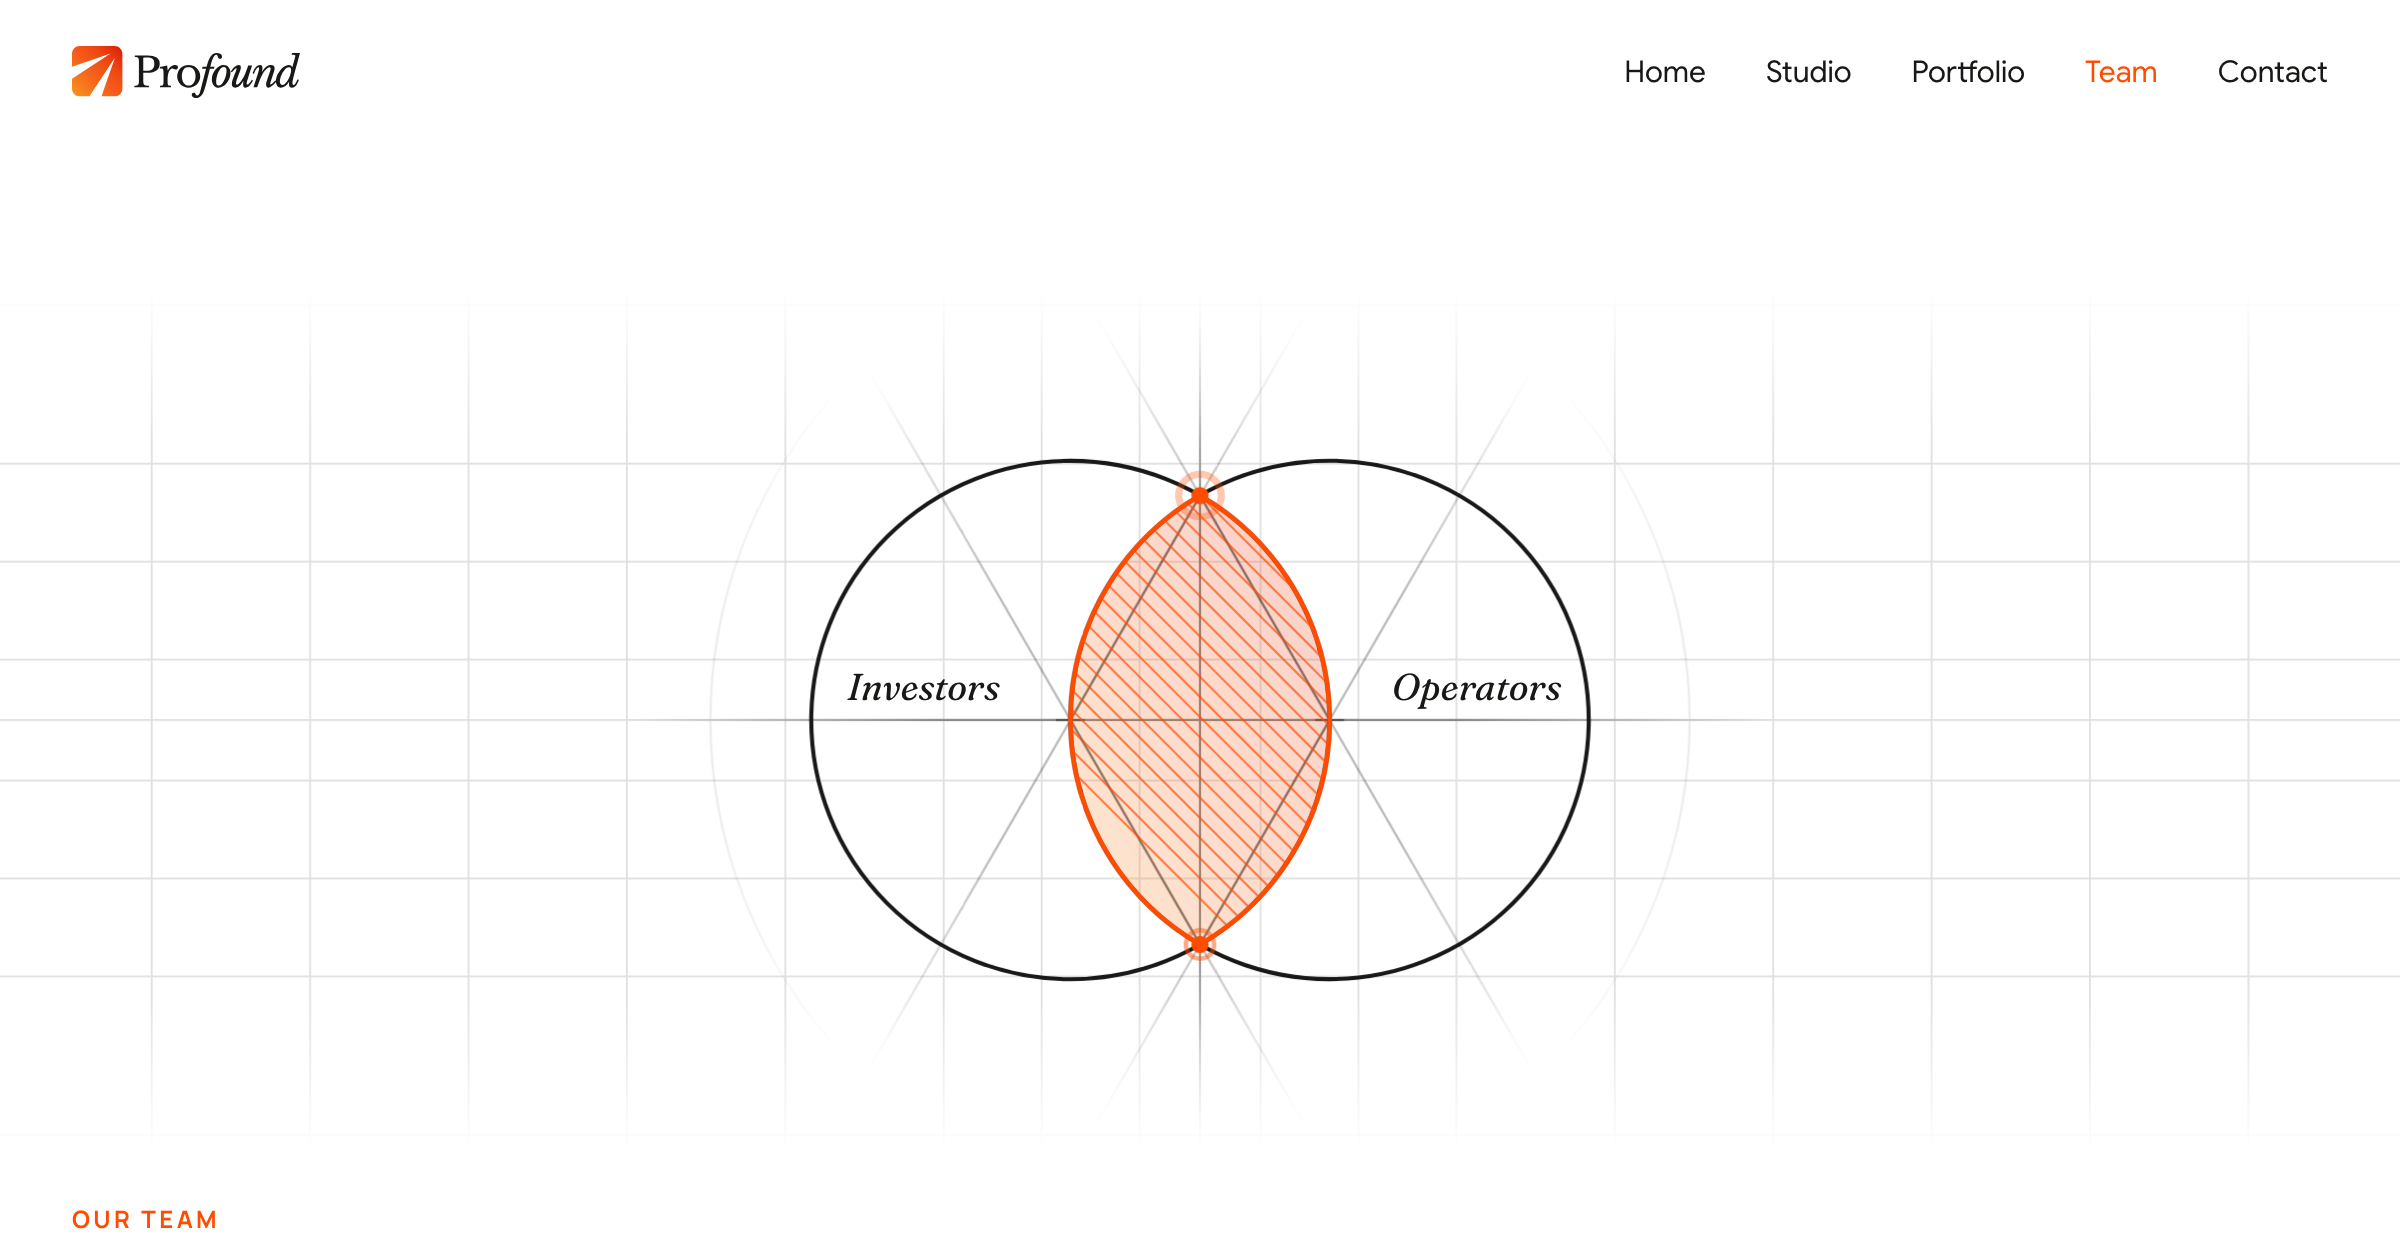 Profound
Home Studio Portfolio Team Contact
Investors
Operators
OUR TEAM